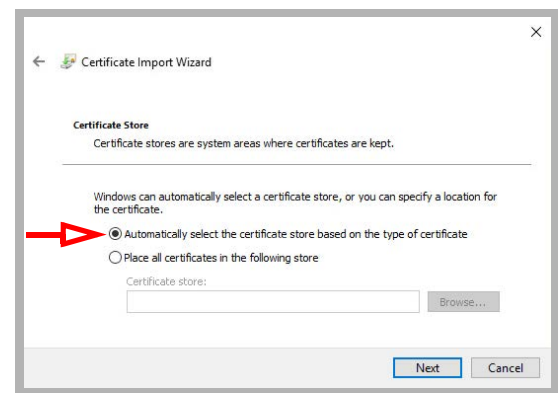 Certificate Import Wizard
Certificate Store
Certificate stores are system areas where certificates are kept.
Windows can automatically select a certificate store, or you can specify a location for
the certificate.
Automatically select the certificate store based on the type of certificate
Place all certificates in the following store
Certificate store:
Browse...
Next Cancel